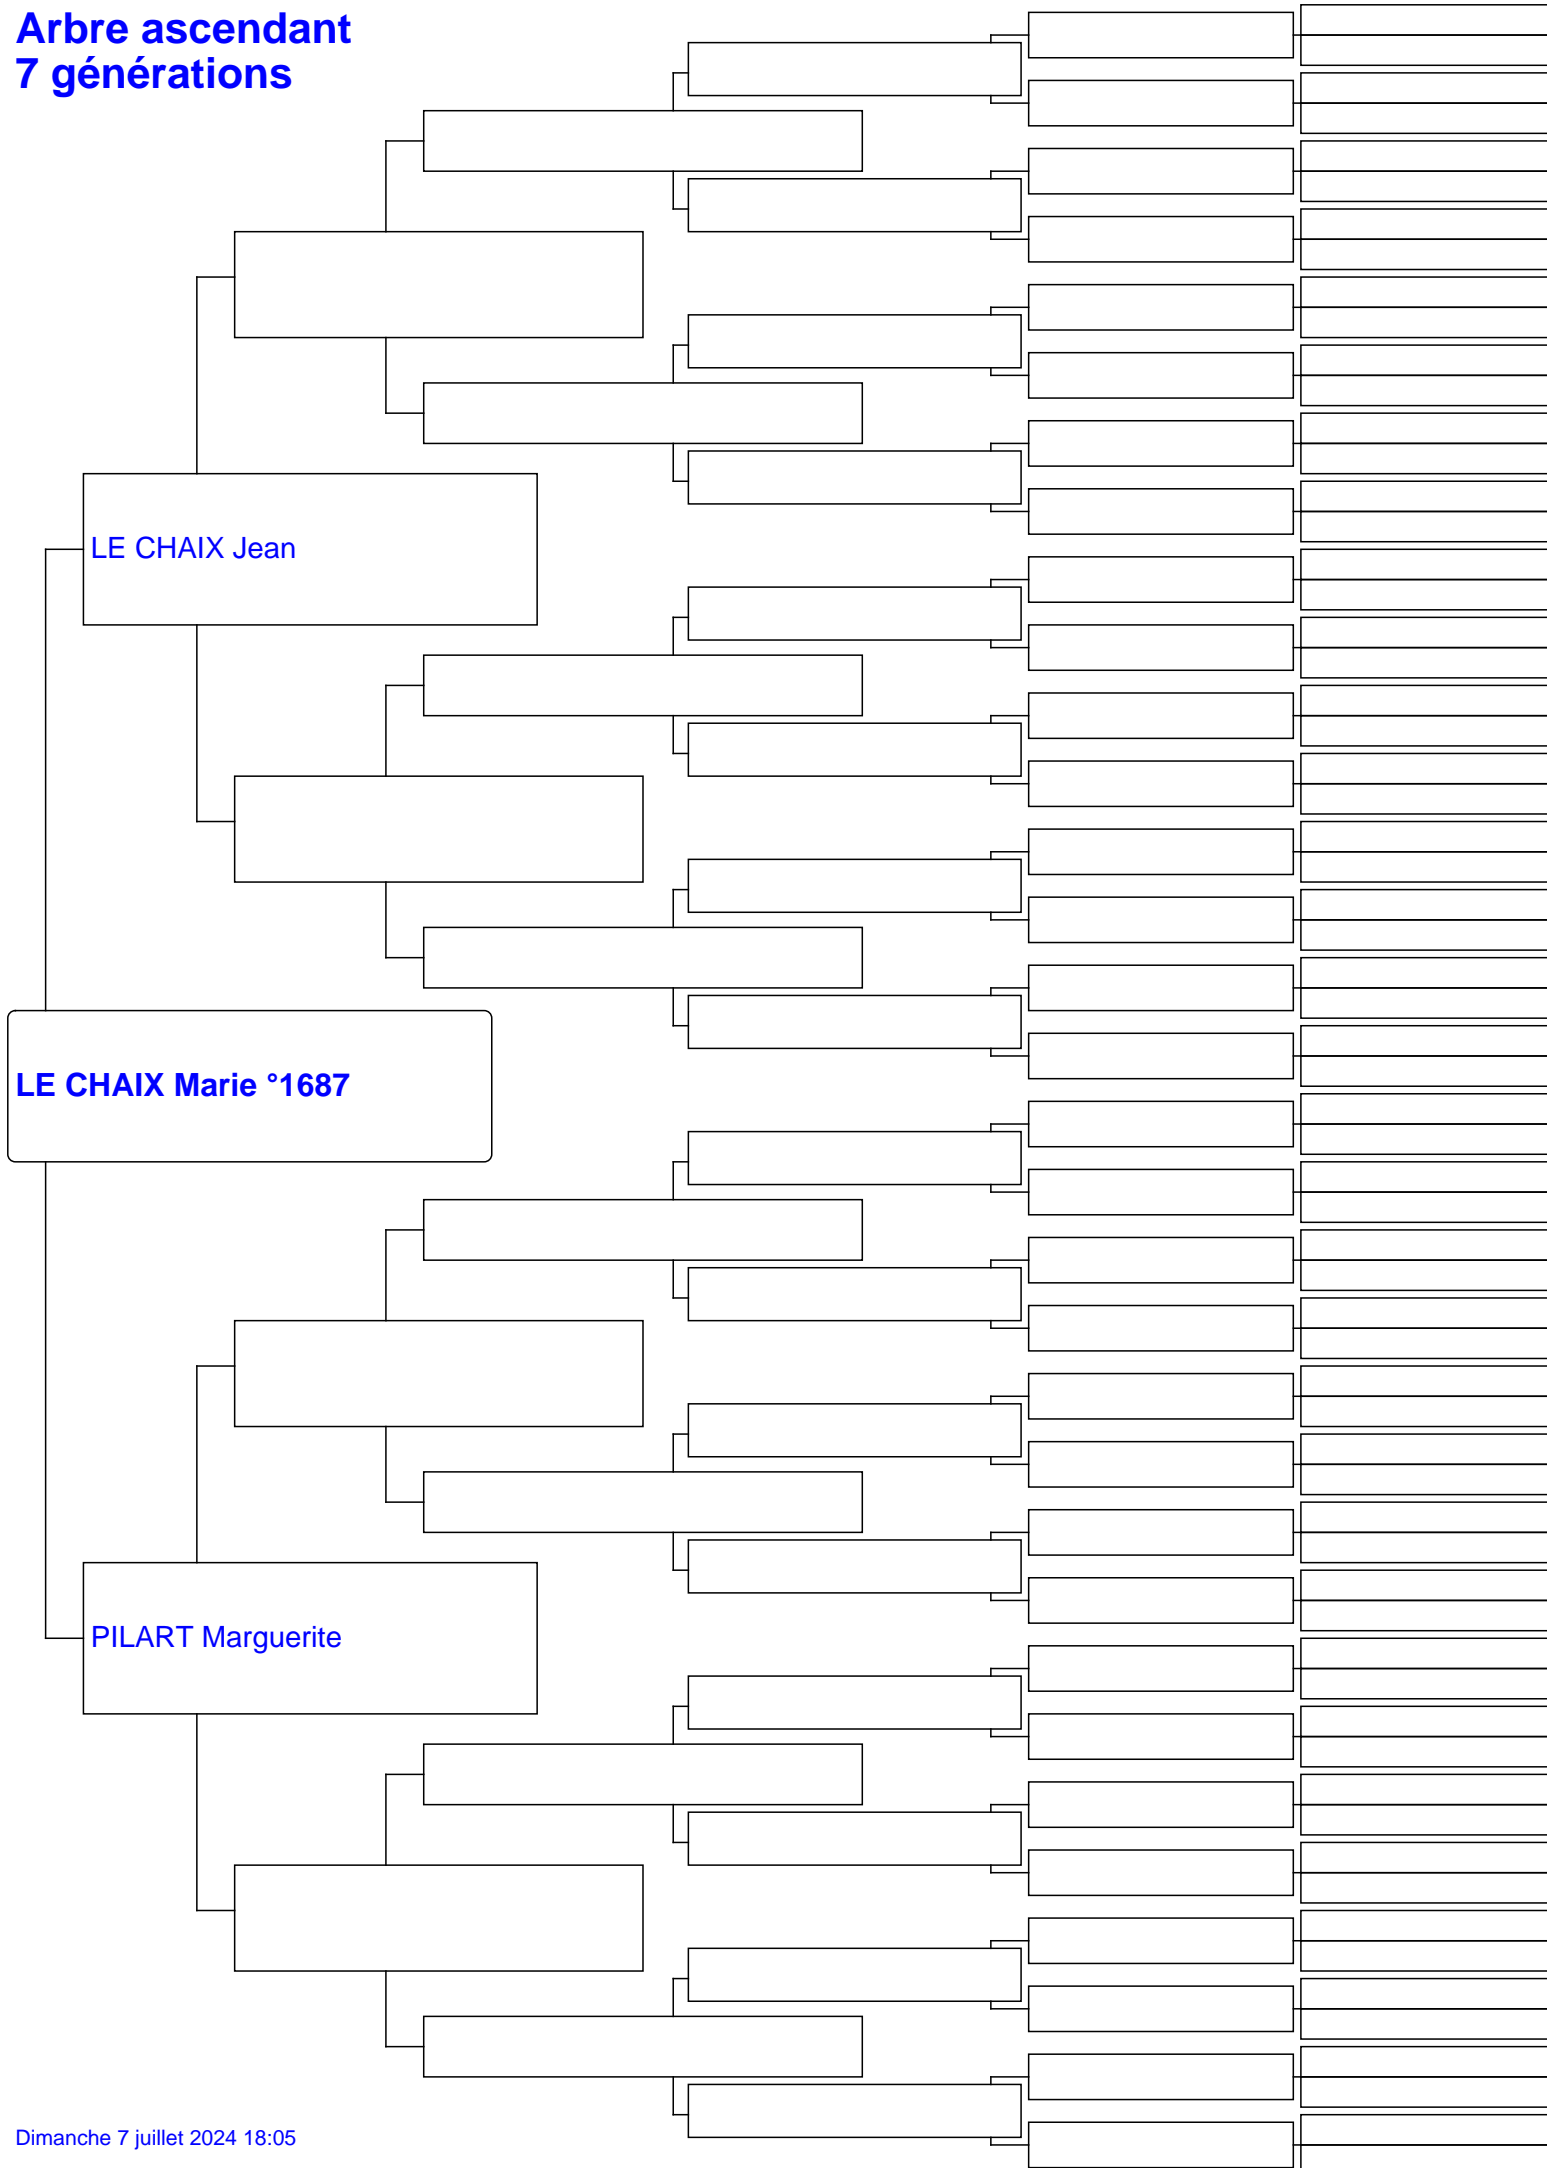 Arbre ascendant
7 générations
LE CHAIX Jean
LE CHAIX Marie °1687
PILART Marguerite
Dimanche 7 juillet 2024 18:05